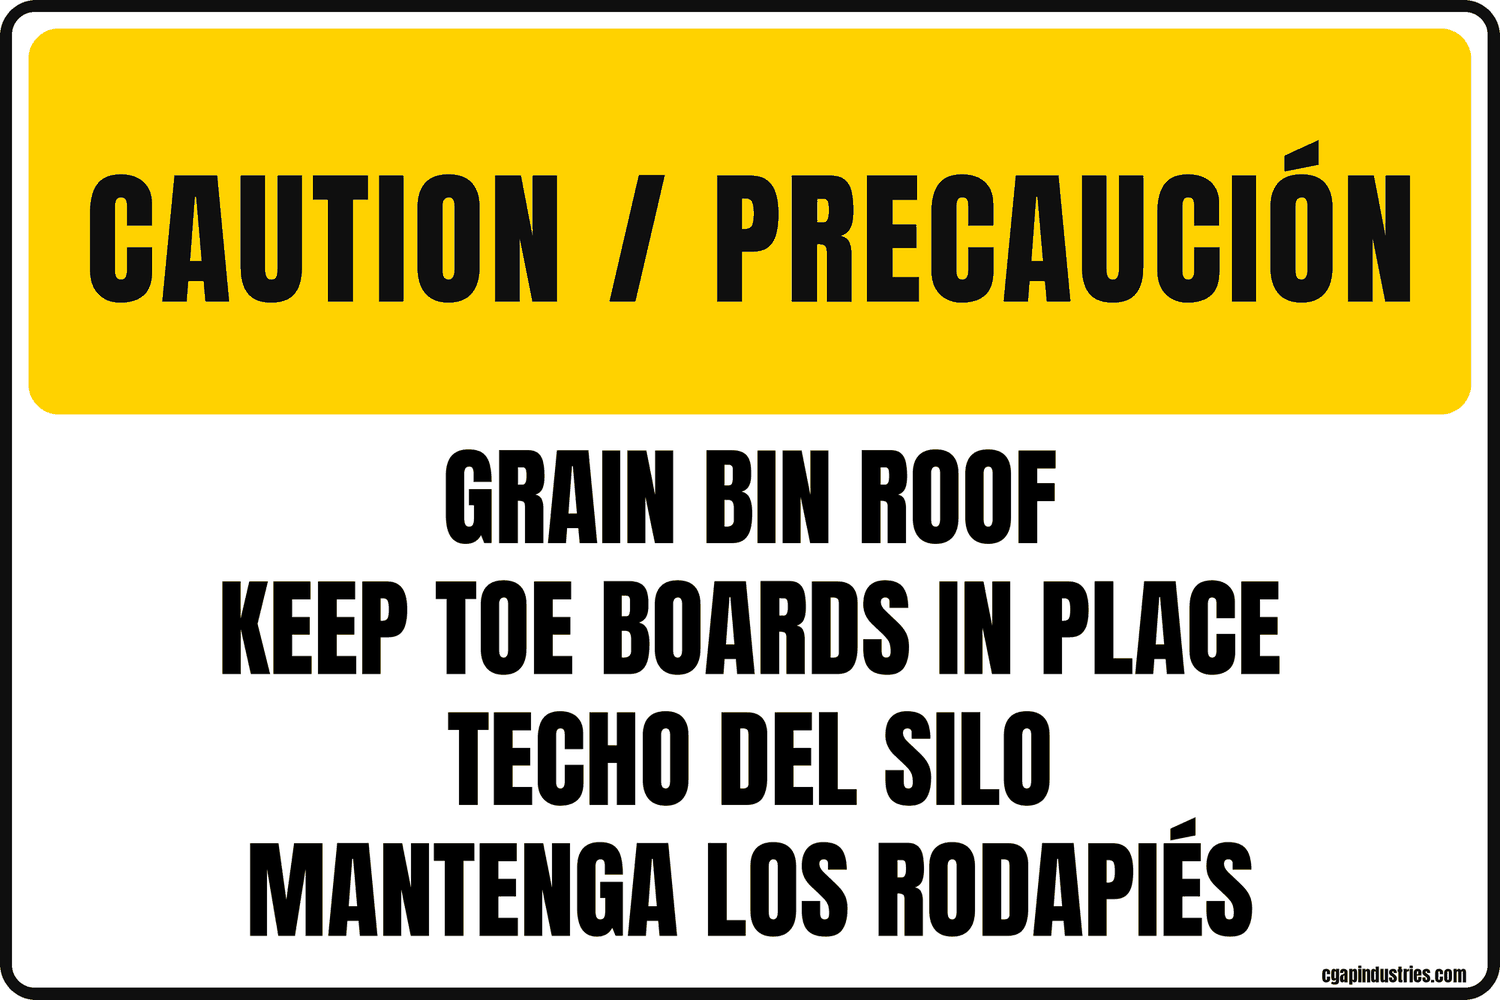 CAUTION / PRECAUCIÓN
GRAIN BIN ROOF
KEEP TOE BOARDS IN PLACE
TECHO DEL SILO
MANTENGA LOS RODAPIÉS
cgapindustries.com